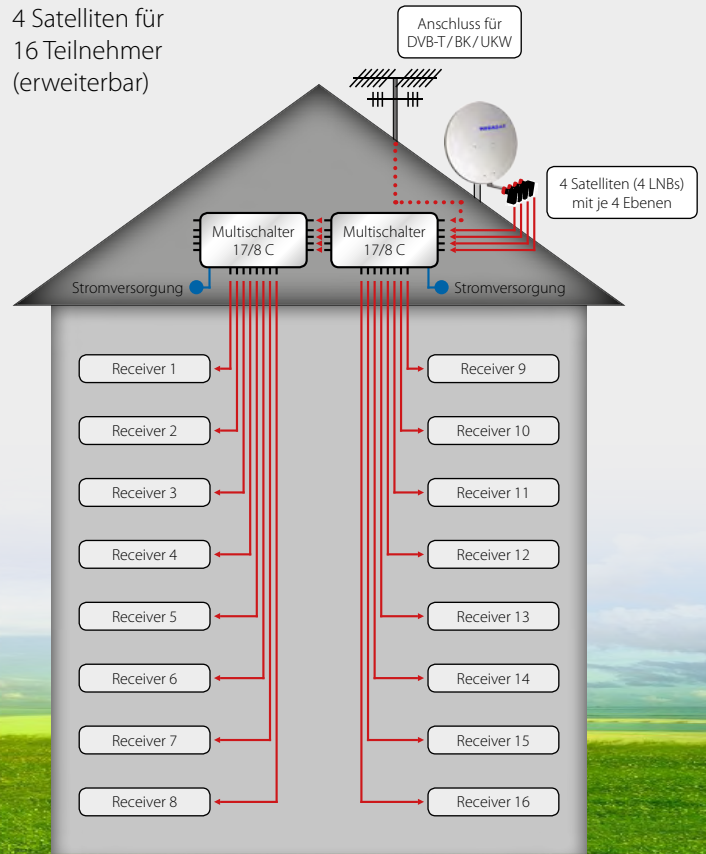 4 Satelliten für
16 Teilnehmer
(erweiterbar)
Anschluss für
DVB-T / BK / UKW
4 Satelliten (4 LNBs)
mit je 4 Ebenen
Multischalter
17/8 C
Multischalter
17/8 C
Stromversorgung
Stromversorgung
Receiver 1
Receiver 9
Receiver 2
Receiver 10
Receiver 3
Receiver 11
Receiver 4
Receiver 12
Receiver 5
Receiver 13
Receiver 6
Receiver 14
Receiver 7
Receiver 15
Receiver 8
Receiver 16